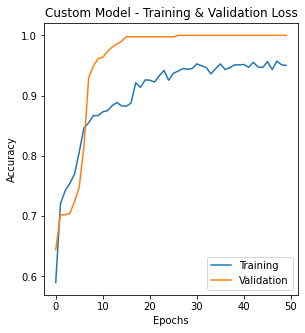 Custom Model - Training & Validation Loss
1.0
0.9
0.8
0.7
0.6
Accuracy
0 10 20 30 40 50
Epochs
Training
Validation